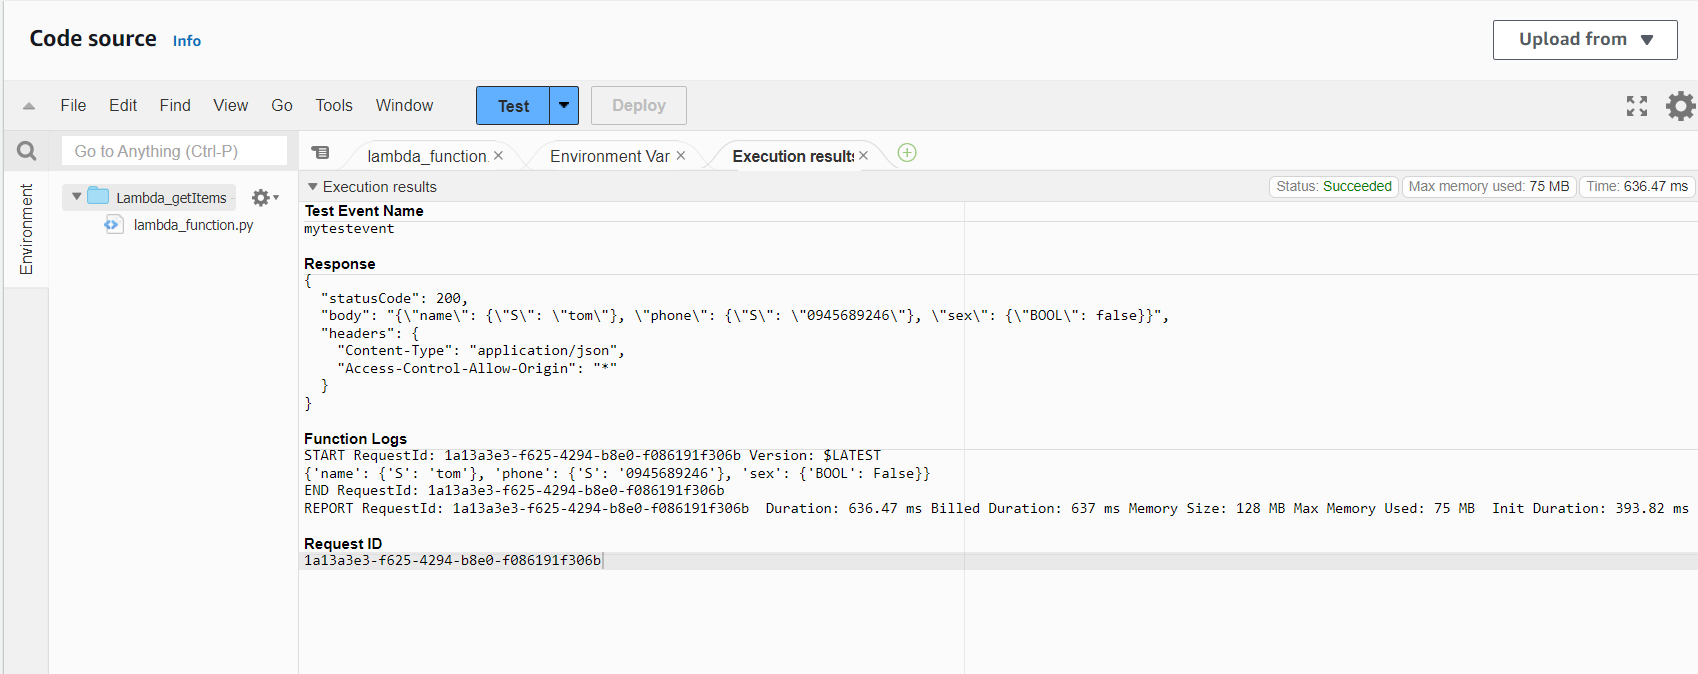 Code source Info
Upload from
File Edit Find View Go Tools Window Test Deploy
Go to Anything (Ctrl-P)
lambda_function. Environment Var Execution results
Environment
Lambda_getItems
lambda_function.py
Execution results
Status: Succeeded Max memory used: 75 MB Time: 636.47 ms
Test Event Name
mytestevent
Response
{
"statusCode": 200,
"body": "{\"name\": {\"S\": \"tom\"}, \"phone\": {\"S\": \"0945689246\"}, \"sex\": {\"BOOL\": false}}",
"headers": {
"Content-Type": "application/json",
"Access-Control-Allow-Origin": "*"
}
}
Function Logs
START RequestId: 1a13a3e3-f625-4294-b8e0-f086191f306b Version: $LATEST
{'name': {'S': 'tom'}, 'phone': {'S': '0945689246'}, 'sex': {'BOOL': False}}
END RequestId: 1a13a3e3-f625-4294-b8e0-f086191f306b
REPORT RequestId: 1a13a3e3-f625-4294-b8e0-f086191f306b Duration: 636.47 ms Billed Duration: 637 ms Memory Size: 128 MB Max Memory Used: 75 MB Init Duration: 393.82 ms
Request ID
1a13a3e3-f625-4294-b8e0-f086191f306b